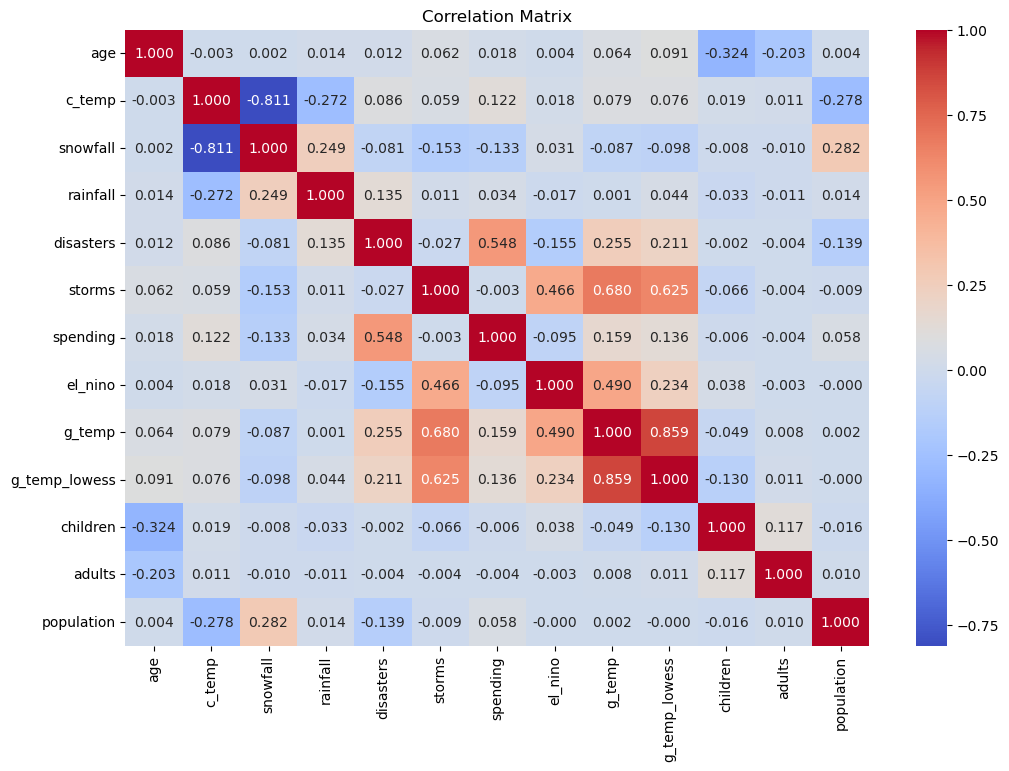 Correlation Matrix
age 1.000 -0.003 0.002 0.014 0.012 0.062 0.018 0.004 0.064 0.091 -0.324 -0.203 0.004
c_temp -0.003 1.000 -0.811 -0.272 0.086 0.059 0.122 0.018 0.079 0.076 0.019 0.011 -0.278
snowfall 0.002 -0.811 1.000 0.249 -0.081 -0.153 -0.133 0.031 -0.087 -0.098 -0.008 -0.010 0.282
rainfall 0.014 -0.272 0.249 1.000 0.135 0.011 0.034 -0.017 0.001 0.044 -0.033 -0.011 0.014
disasters 0.012 0.086 -0.081 0.135 1.000 -0.027 0.548 -0.155 0.255 0.211 -0.002 -0.004 -0.139
storms 0.062 0.059 -0.153 0.011 -0.027 1.000 -0.003 0.466 0.680 0.625 -0.066 -0.004 -0.009
spending 0.018 0.122 -0.133 0.034 0.548 -0.003 1.000 -0.095 0.159 0.136 -0.006 -0.004 0.058
el_nino 0.004 0.018 0.031 -0.017 -0.155 0.466 -0.095 1.000 0.490 0.234 0.038 -0.003 -0.000
g_temp 0.064 0.079 -0.087 0.001 0.255 0.680 0.159 0.490 1.000 0.859 -0.049 0.008 0.002
g_temp_lowess 0.091 0.076 -0.098 0.044 0.211 0.625 0.136 0.234 0.859 1.000 -0.130 0.011 -0.000
children -0.324 0.019 -0.008 -0.033 -0.002 -0.066 -0.006 0.038 -0.049 -0.130 1.000 0.117 -0.016
adults -0.203 0.011 -0.010 -0.011 -0.004 -0.004 -0.004 -0.003 0.008 0.011 0.117 1.000 0.010
population 0.004 -0.278 0.282 0.014 -0.139 -0.009 0.058 -0.000 0.002 -0.000 -0.016 0.010 1.000
age c_temp snowfall rainfall disasters storms spending el_nino g_temp g_temp_lowess children adults population
1.00
0.75
0.50
0.25
0.00
−0.25
−0.50
−0.75